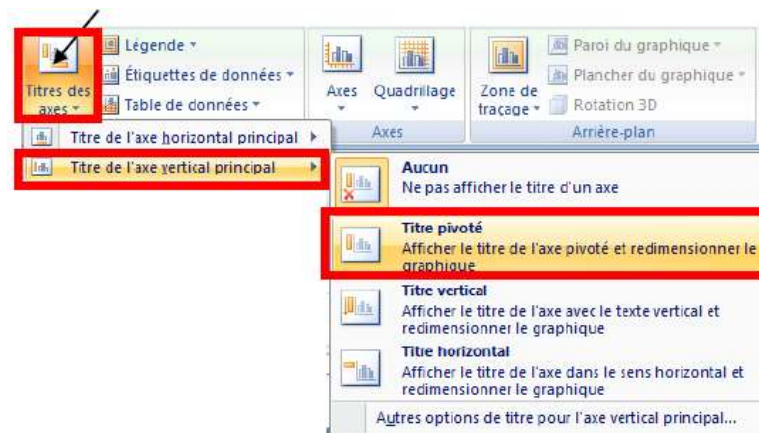 Légende
Étiquettes de données
Table de données
Titres des
axes
Axes
Quadrillage
Zone de
traçage
Paroi du graphique
Plancher du graphique
Rotation 3D
Axes
Arrière-plan
Titre de l'axe horizontal principal
Titre de l'axe vertical principal
Aucun
Ne pas afficher le titre d'un axe
Titre pivoté
Afficher le titre de l'axe pivoté et redimensionner le
graphique
Titre vertical
Afficher le titre de l'axe avec le texte vertical et
redimensionner le graphique
Titre horizontal
Afficher le titre de l'axe dans le sens horizontal et
redimensionner le graphique
Autres options de titre pour l'axe vertical principal...